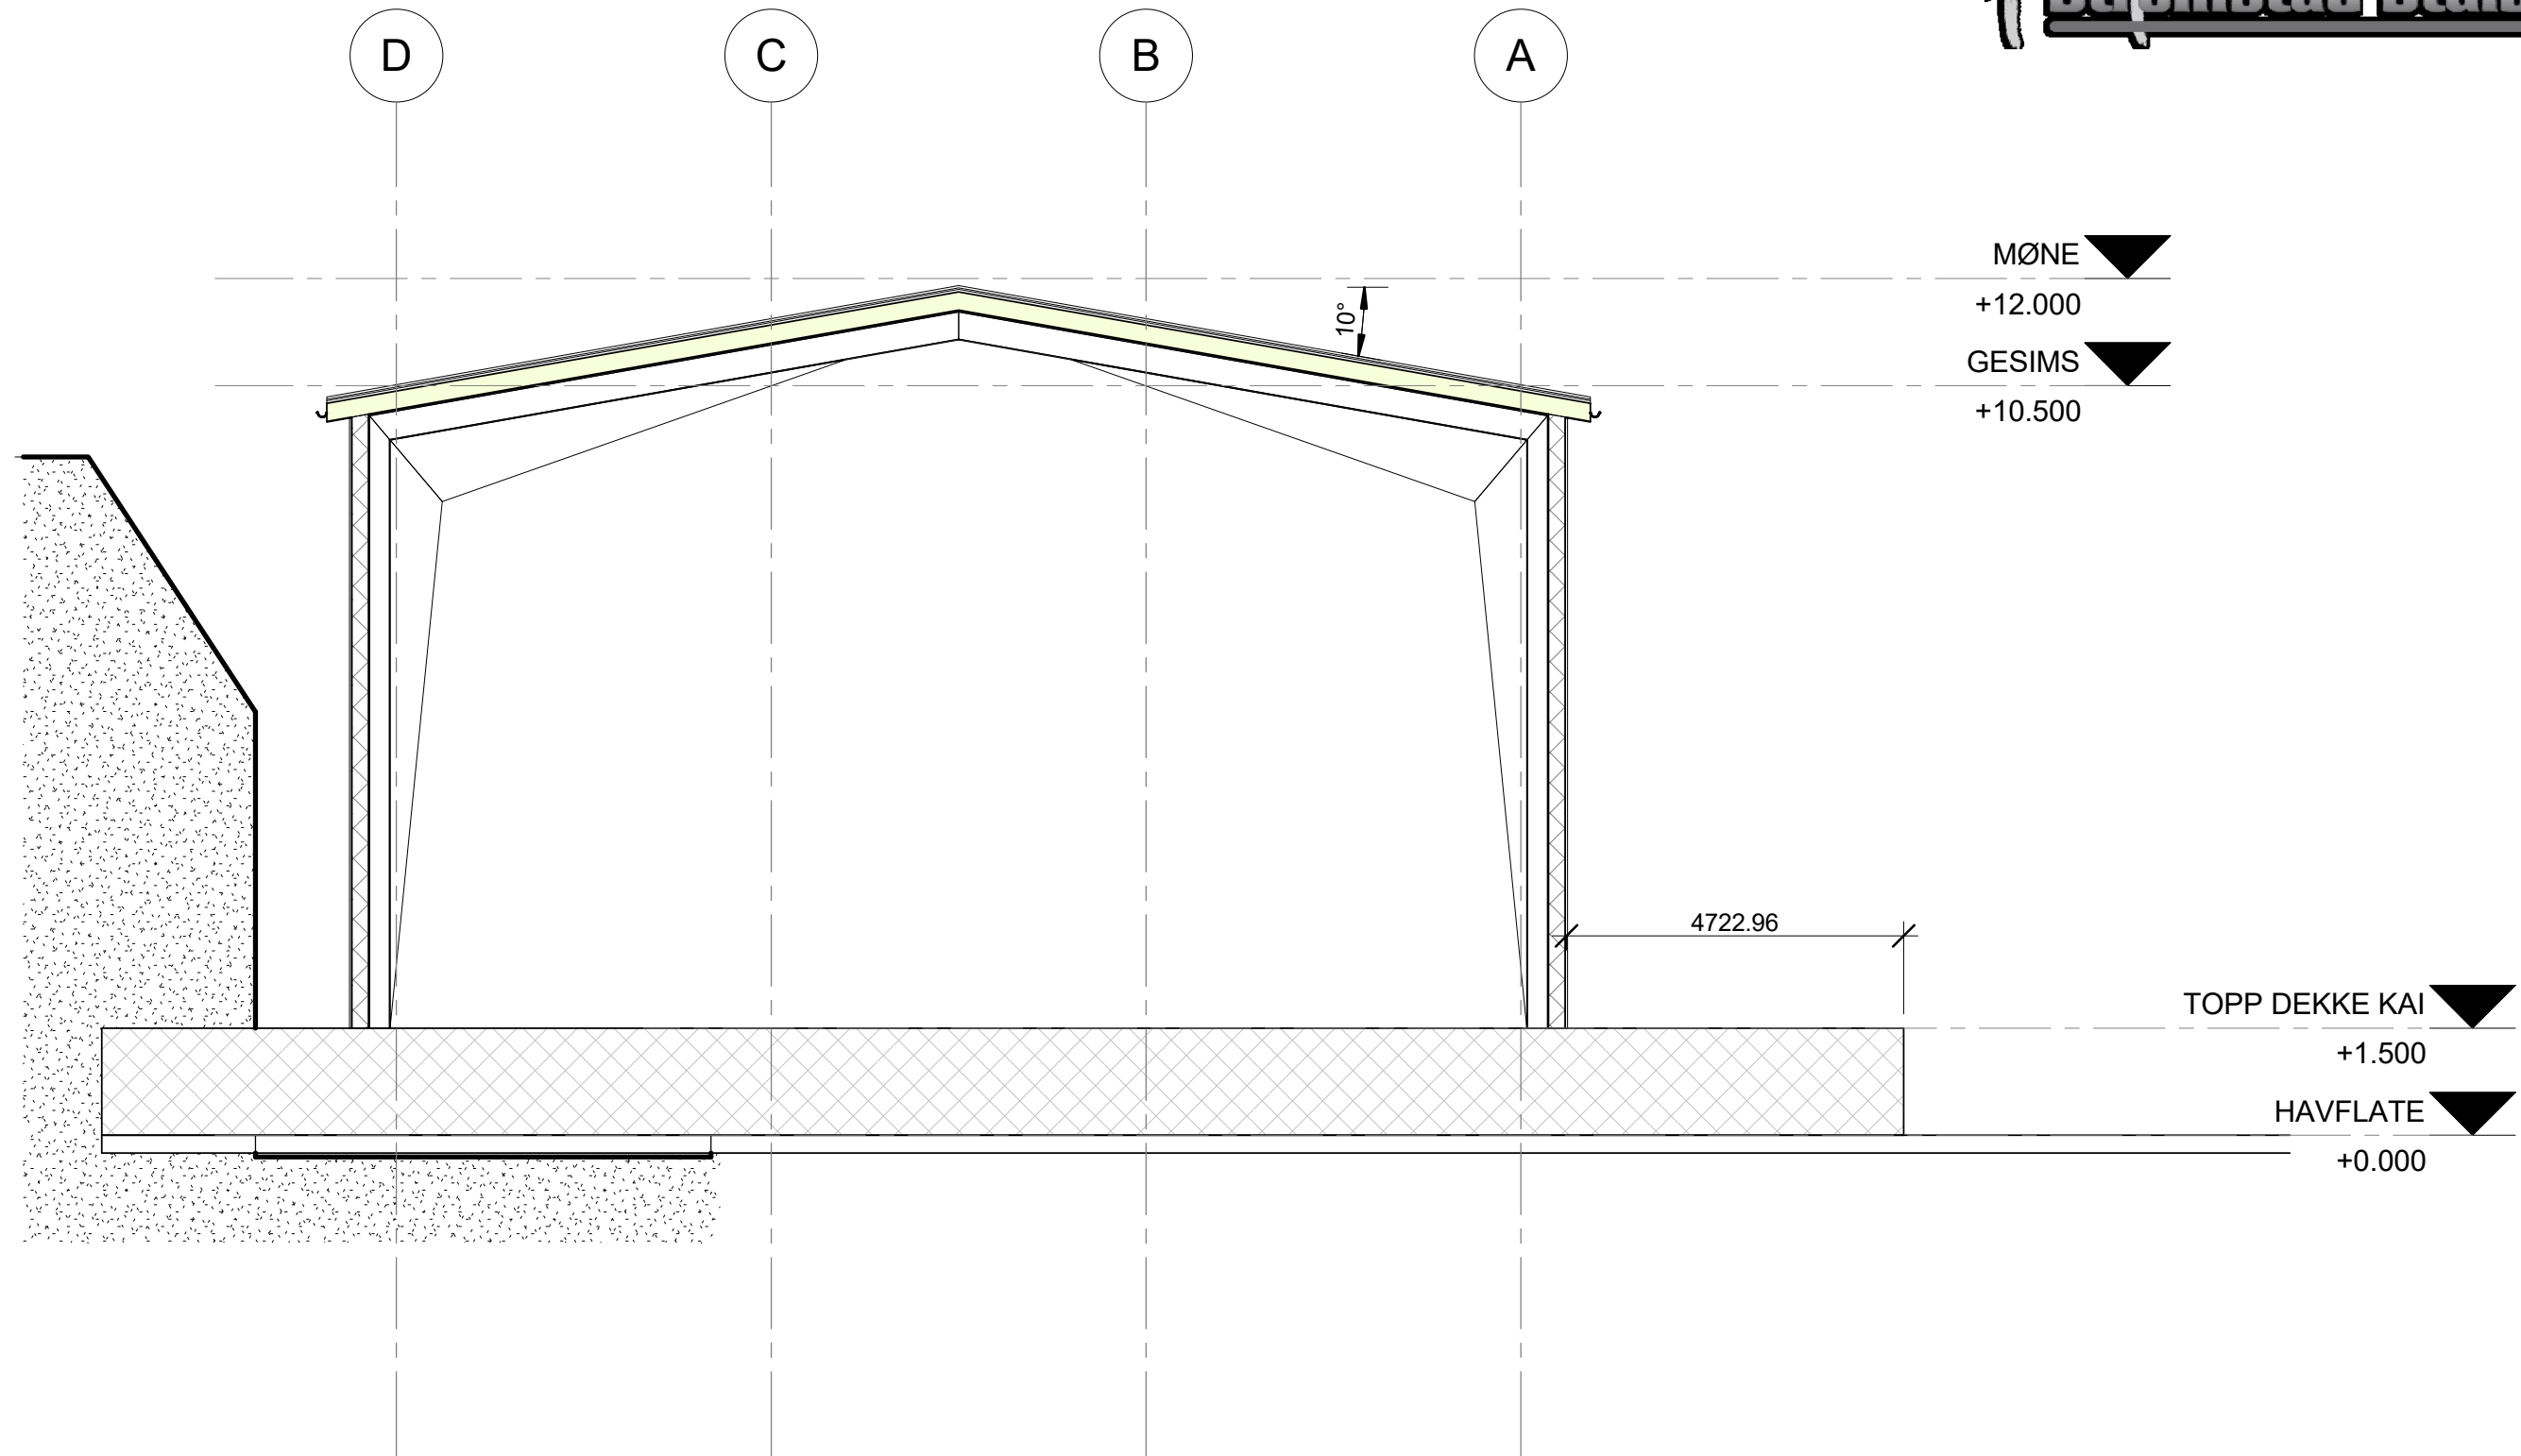 D C B A
MØNE
+12.000
10°
GESIMS
+10.500
4722.96
TOPP DEKKE KAI
+1.500
HAVFLATE
+0.000